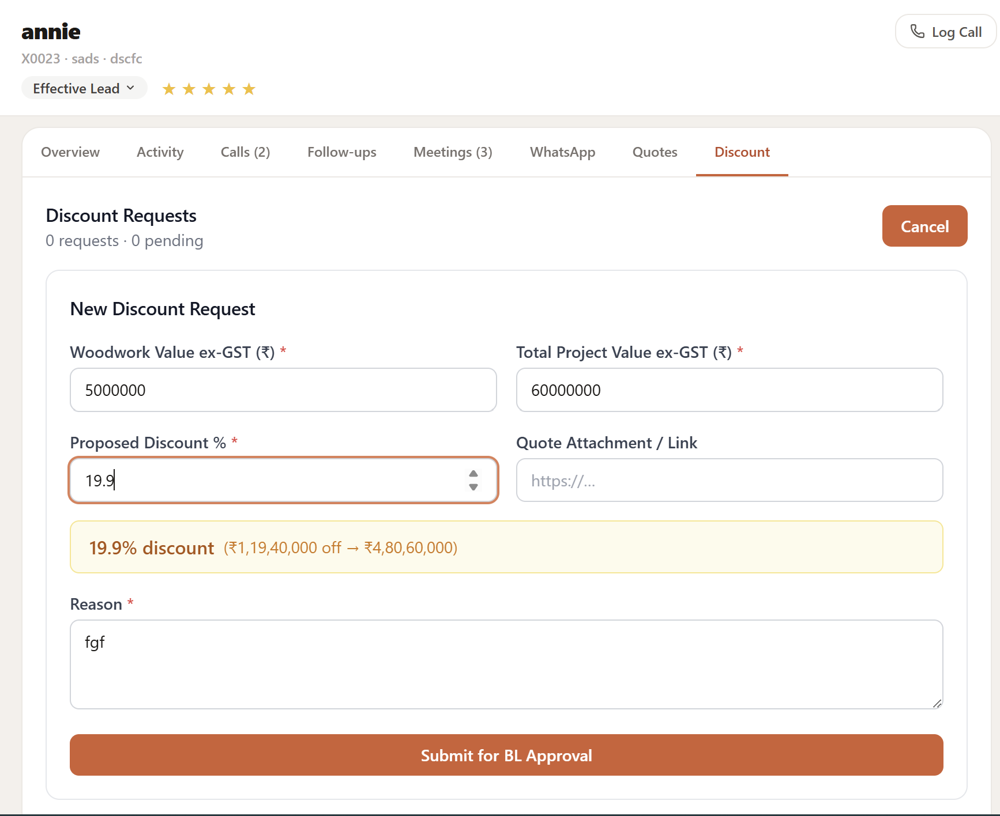 annie
Log Call
X0023 · sads · dscfc
Effective Lead
Overview Activity Calls (2) Follow-ups Meetings (3) WhatsApp Quotes Discount
Discount Requests
0 requests · 0 pending
Cancel
New Discount Request
Woodwork Value ex-GST (₹) *
Total Project Value ex-GST (₹) *
5000000
60000000
Proposed Discount % *
Quote Attachment / Link
19.9
https://...
19.9% discount (₹1,19,40,000 off → ₹4,80,60,000)
Reason *
fgf
Submit for BL Approval